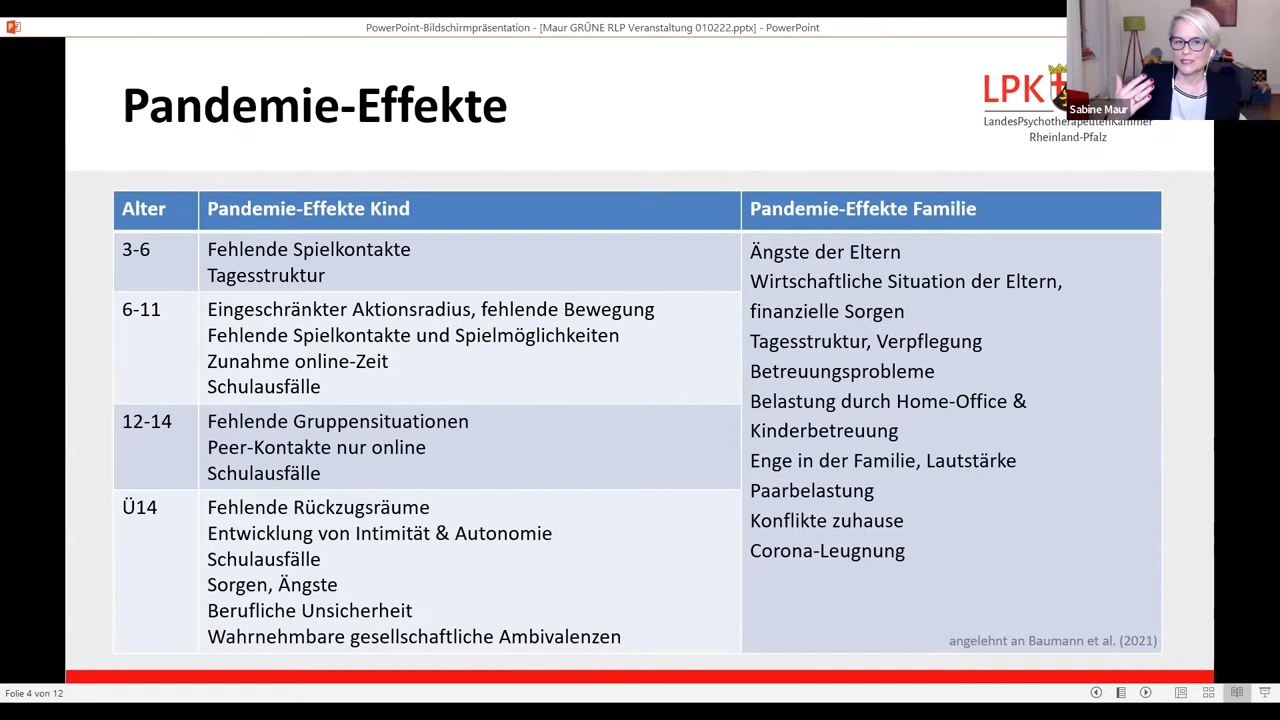 PowerPoint-Bildschirmpräsentation - [Maur GRÜNE RLP Veranstaltung 010222.pptx] - PowerPoint
Pandemie-Effekte
LPK
LandesPsychotherapeutenKammer
Rheinland-Pfalz
Sabine Maur
Alter
Pandemie-Effekte Kind
Pandemie-Effekte Familie
3-6
Fehlende Spielkontakte
Tagesstruktur
6-11
Eingeschränkter Aktionsradius, fehlende Bewegung
Fehlende Spielkontakte und Spielmöglichkeiten
Zunahme online-Zeit
Schulausfälle
12-14
Fehlende Gruppensituationen
Peer-Kontakte nur online
Schulausfälle
Ü14
Fehlende Rückzugsräume
Entwicklung von Intimität & Autonomie
Schulausfälle
Sorgen, Ängste
Berufliche Unsicherheit
Wahrnehmbare gesellschaftliche Ambivalenzen
Ängste der Eltern
Wirtschaftliche Situation der Eltern,
finanzielle Sorgen
Tagesstruktur, Verpflegung
Betreuungsprobleme
Belastung durch Home-Office &
Kinderbetreuung
Enge in der Familie, Lautstärke
Paarbelastung
Konflikte zuhause
Corona-Leugnung
angelehnt an Baumann et al. (2021)
Folie 4 von 12